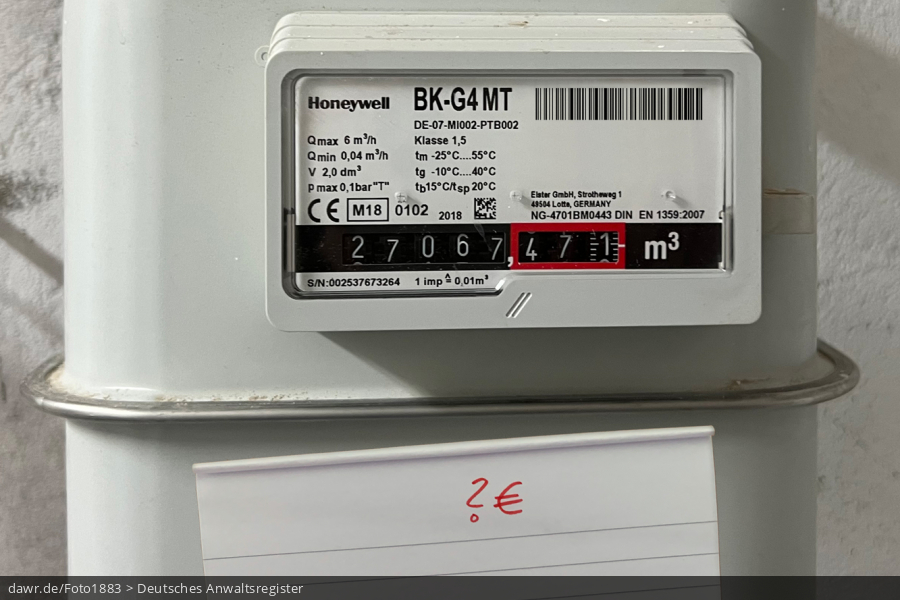 Honeywell
BK-G4 MT
DE-07-MI002-PTB002
Qmax 6 m³/h
Klasse 1,5
Qmin 0,04 m³/h
tm -25°C....55°C
V 2,0 dm³
tg -10°C....40°C
pmax 0,1bar"T"
tb15°C/tsp20°C
CE M18 0102 2018
Elster GmbH, Strotheweg 1
49504 Lotte, GERMANY
NG-4701BM0443 DIN EN 1359:2007
27067,471 m³
S/N:002537673264 1 imp ≙ 0,01m³
?€
dawr.de/Foto1883 > Deutsches Anwaltsregister